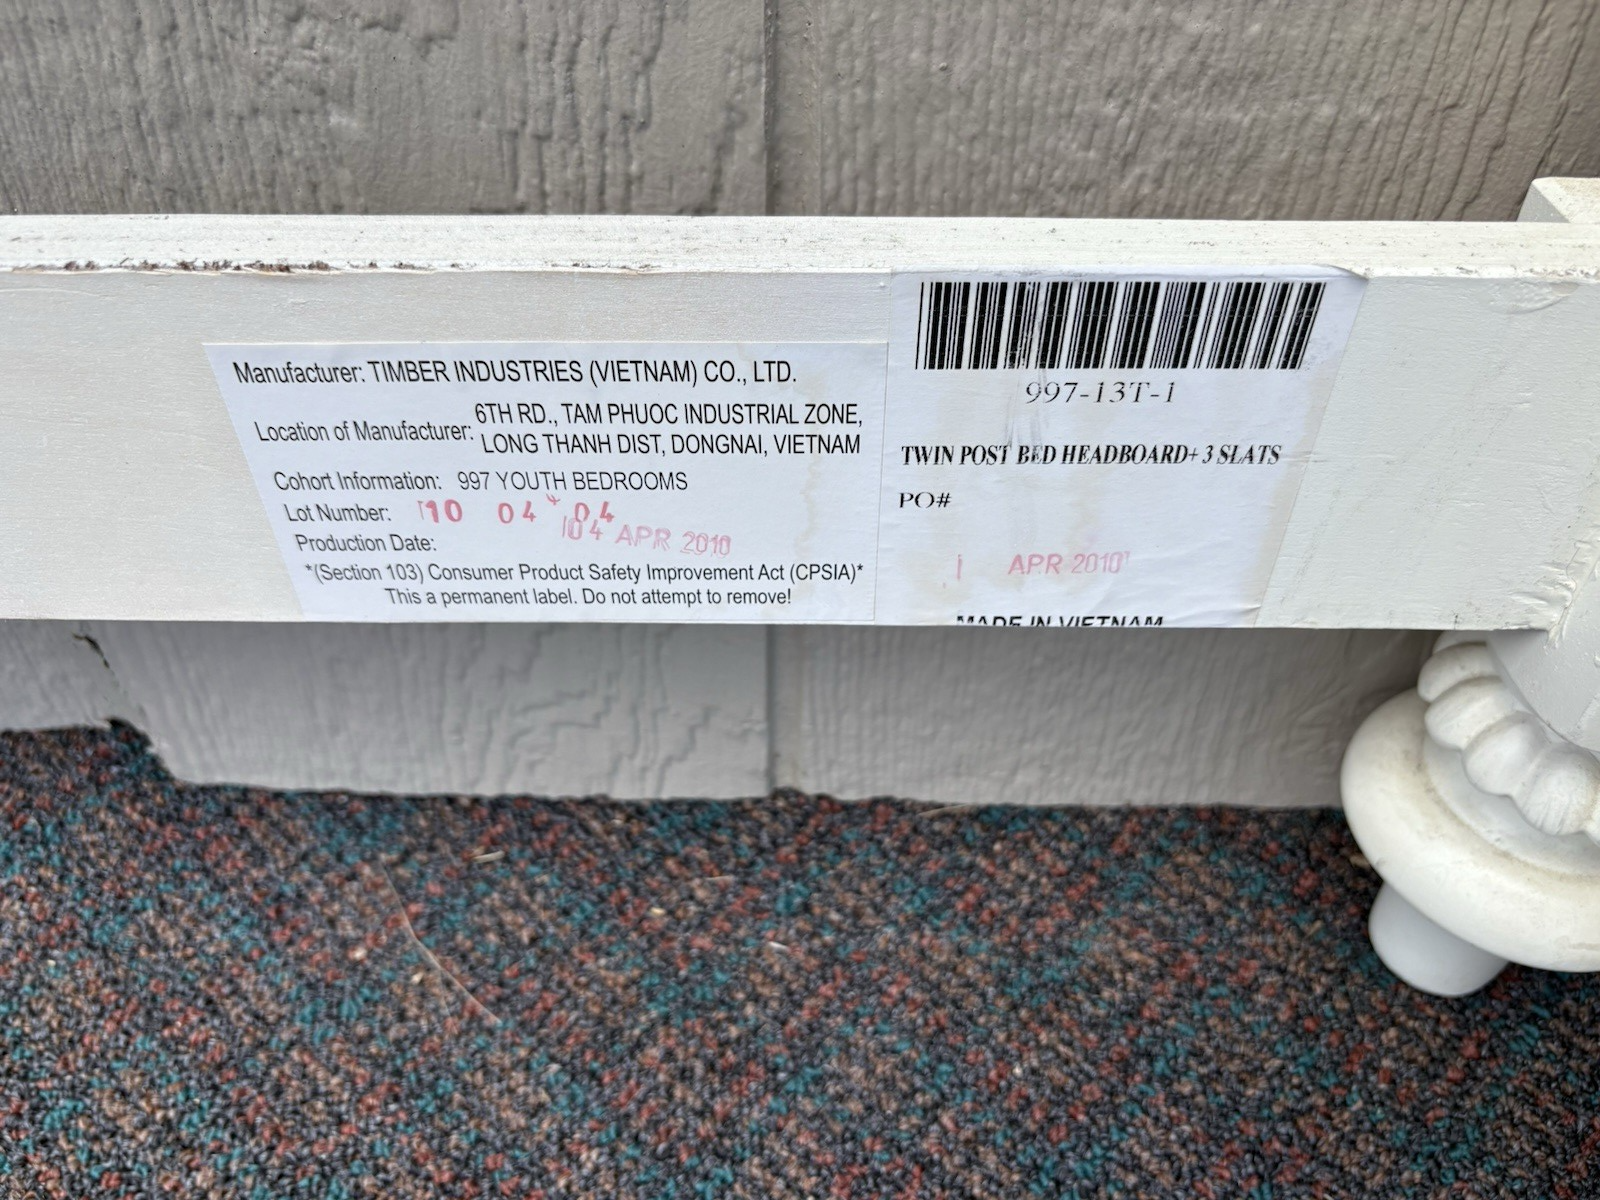 Manufacturer: TIMBER INDUSTRIES (VIETNAM) CO., LTD.
Location of Manufacturer: 6TH RD., TAM PHUOC INDUSTRIAL ZONE,
LONG THANH DIST, DONGNAI, VIETNAM
Cohort Information: 997 YOUTH BEDROOMS
Lot Number: 10 04 04
Production Date: 04 APR 2010
*(Section 103) Consumer Product Safety Improvement Act (CPSIA)*
This a permanent label. Do not attempt to remove!
997-13T-1
TWIN POST BED HEADBOARD+ 3 SLATS
PO#
APR 2010
MADE IN VIETNAM